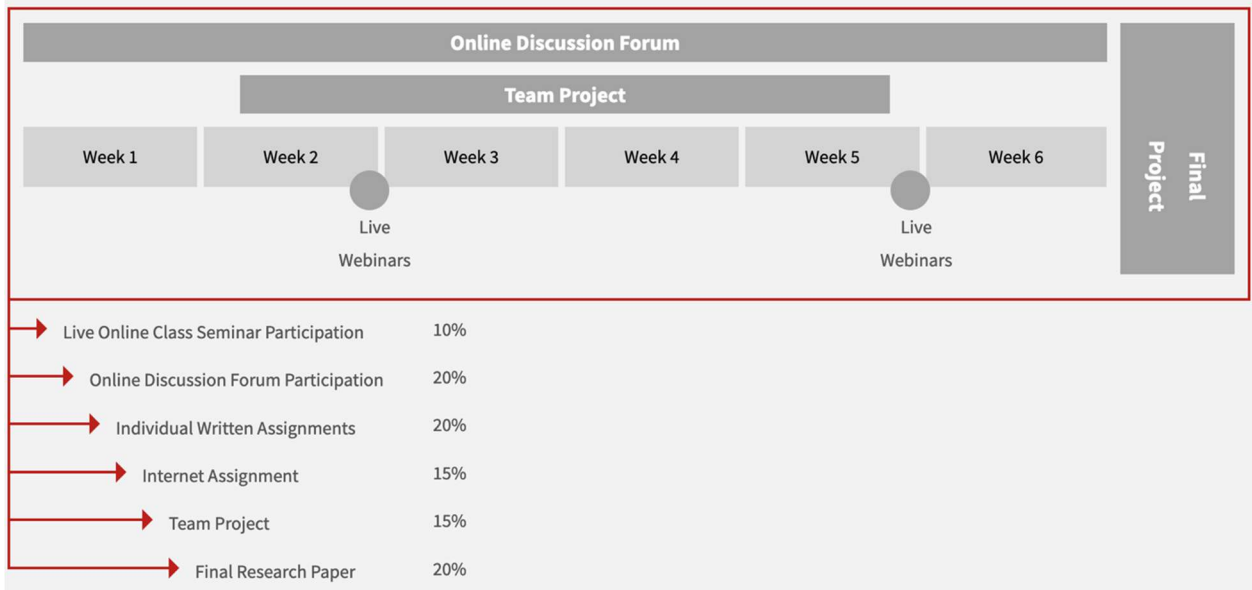 Online Discussion Forum
Team Project
Week 1
Week 2
Week 3
Week 4
Week 5
Week 6
Final
Project
Live
Webinars
Live
Webinars
Live Online Class Seminar Participation 10%
Online Discussion Forum Participation 20%
Individual Written Assignments 20%
Internet Assignment 15%
Team Project 15%
Final Research Paper 20%